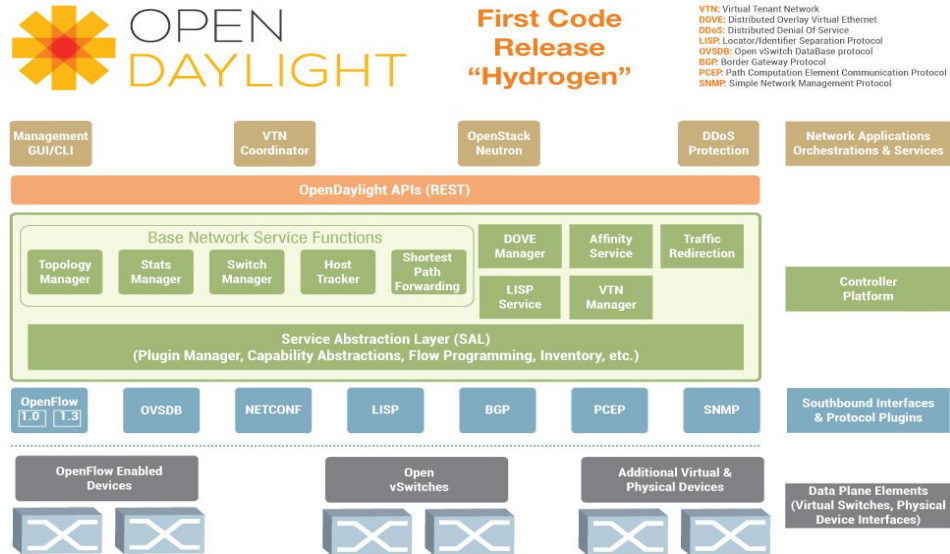 OPEN
DAYLIGHT
First Code
Release
“Hydrogen”
VTN: Virtual Tenant Network
DOVE: Distributed Overlay Virtual Ethernet
DDoS: Distributed Denial Of Service
LISP: Locator/Identifier Separation Protocol
OVSDB: Open vSwitch DataBase protocol
BGP: Border Gateway Protocol
PCEP: Path Computation Element Communication Protocol
SNMP: Simple Network Management Protocol
Management
GUI/CLI
VTN
Coordinator
OpenStack
Neutron
DDoS
Protection
Network Applications
Orchestrations & Services
OpenDaylight APIs (REST)
Base Network Service Functions
Topology
Manager
Stats
Manager
Switch
Manager
Host
Tracker
Shortest
Path
Forwarding
DOVE
Manager
Affinity
Service
Traffic
Redirection
LISP
Service
VTN
Manager
Controller
Platform
Service Abstraction Layer (SAL)
(Plugin Manager, Capability Abstractions, Flow Programming, Inventory, etc.)
OpenFlow
1.0 1.3
OVSDB
NETCONF
LISP
BGP
PCEP
SNMP
Southbound Interfaces
& Protocol Plugins
OpenFlow Enabled
Devices
Open
vSwitches
Additional Virtual &
Physical Devices
Data Plane Elements
(Virtual Switches, Physical
Device Interfaces)